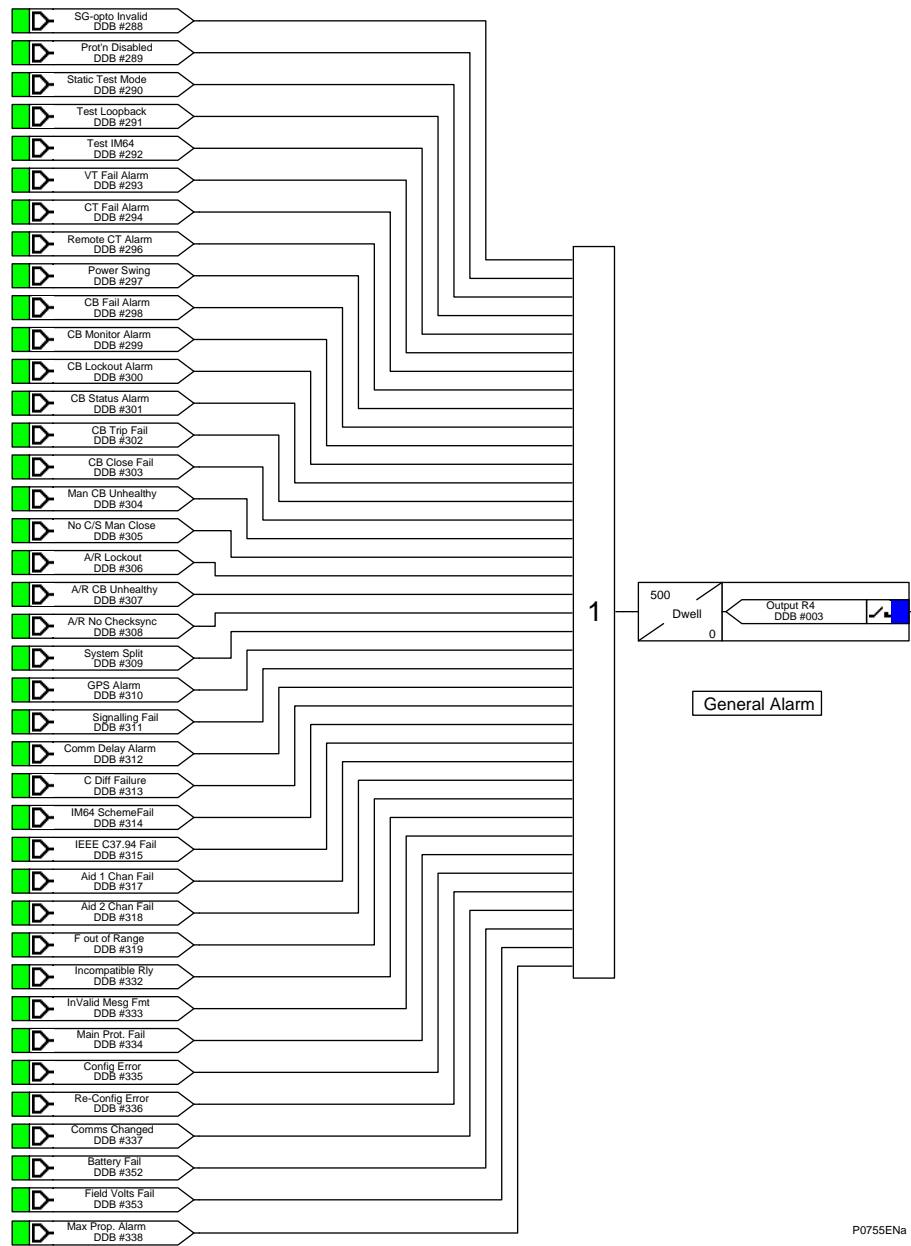 SG-opto Invalid
DDB #288
Prot'n Disabled
DDB #289
Static Test Mode
DDB #290
Test Loopback
DDB #291
Test IM64
DDB #292
VT Fail Alarm
DDB #293
CT Fail Alarm
DDB #294
Remote CT Alarm
DDB #296
Power Swing
DDB #297
CB Fail Alarm
DDB #298
CB Monitor Alarm
DDB #299
CB Lockout Alarm
DDB #300
CB Status Alarm
DDB #301
CB Trip Fail
DDB #302
CB Close Fail
DDB #303
Man CB Unhealthy
DDB #304
No C/S Man Close
DDB #305
A/R Lockout
DDB #306
A/R CB Unhealthy
DDB #307
A/R No Checksync
DDB #308
System Split
DDB #309
GPS Alarm
DDB #310
Signalling Fail
DDB #311
Comm Delay Alarm
DDB #312
C Diff Failure
DDB #313
IM64 SchemeFail
DDB #314
IEEE C37.94 Fail
DDB #315
Aid 1 Chan Fail
DDB #317
Aid 2 Chan Fail
DDB #318
F out of Range
DDB #319
Incompatible Rly
DDB #332
InValid Mesg Fmt
DDB #333
Main Prot. Fail
DDB #334
Config Error
DDB #335
Re-Config Error
DDB #336
Comms Changed
DDB #337
Battery Fail
DDB #352
Field Volts Fail
DDB #353
Max Prop. Alarm
DDB #338
1
500
Dwell
0
Output R4
DDB #003
General Alarm
P0755ENa